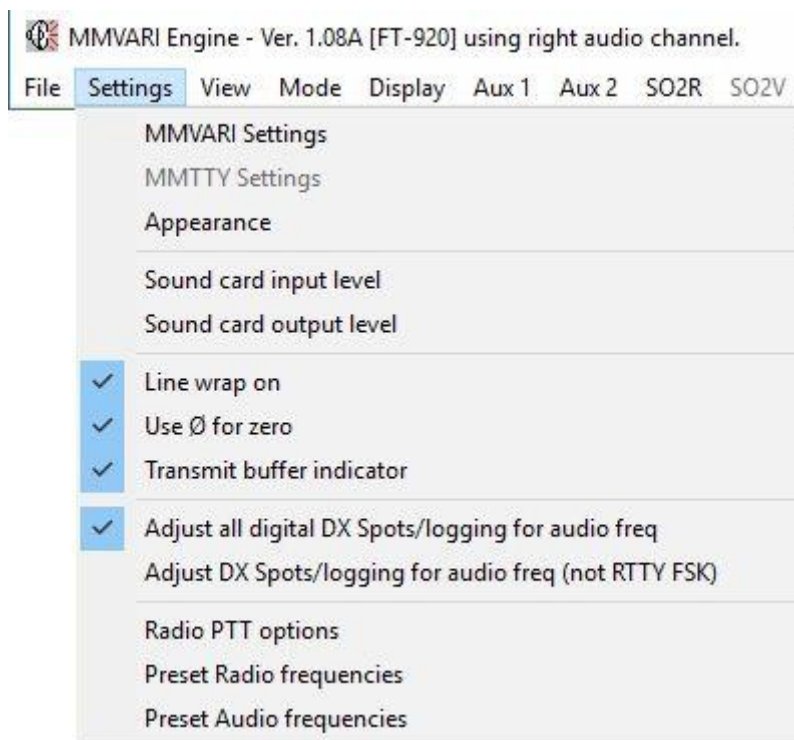 MMVARI Engine - Ver. 1.08A [FT-920] using right audio channel.
File Settings View Mode Display Aux 1 Aux 2 SO2R SO2V
MMVARI Settings
MMTTY Settings
Appearance
Sound card input level
Sound card output level
Line wrap on
Use Ø for zero
Transmit buffer indicator
Adjust all digital DX Spots/logging for audio freq
Adjust DX Spots/logging for audio freq (not RTTY FSK)
Radio PTT options
Preset Radio frequencies
Preset Audio frequencies